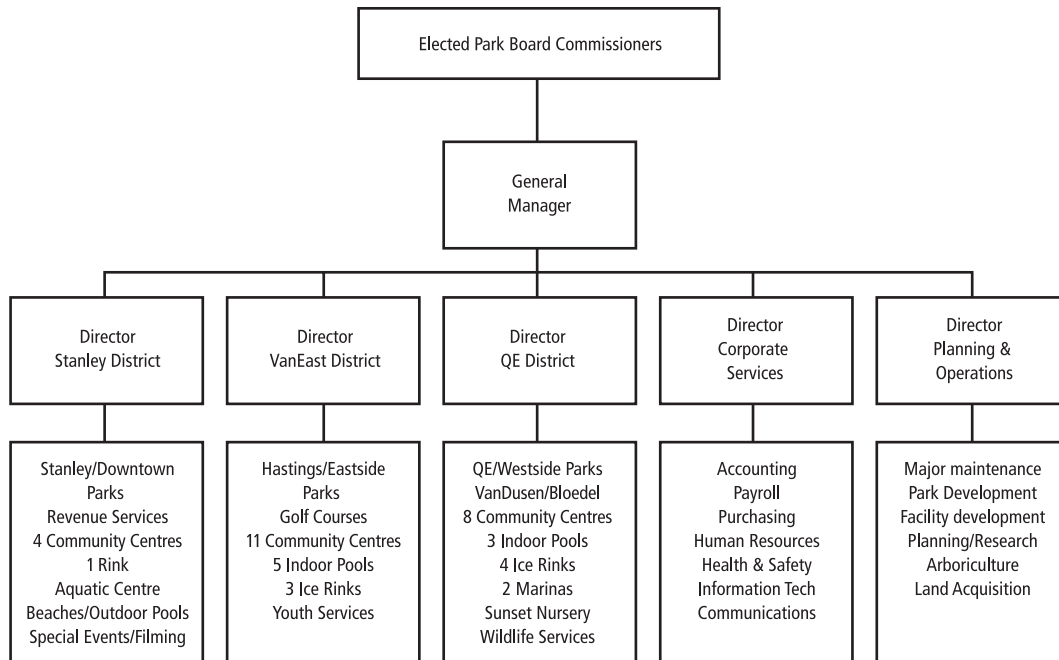 Elected Park Board Commissioners
General
Manager
Director
Stanley District
Director
VanEast District
Director
QE District
Director
Corporate
Services
Director
Planning &
Operations
Stanley/Downtown
Parks
Revenue Services
4 Community Centres
1 Rink
Aquatic Centre
Beaches/Outdoor Pools
Special Events/Filming
Hastings/Eastside
Parks
Golf Courses
11 Community Centres
5 Indoor Pools
3 Ice Rinks
Youth Services
QE/Westside Parks
VanDusen/Bloedel
8 Community Centres
3 Indoor Pools
4 Ice Rinks
2 Marinas
Sunset Nursery
Wildlife Services
Accounting
Payroll
Purchasing
Human Resources
Health & Safety
Information Tech
Communications
Major maintenance
Park Development
Facility development
Planning/Research
Arboriculture
Land Acquisition